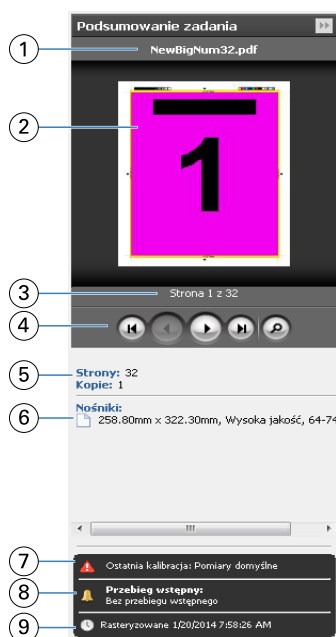 Podsumowanie zadania
1 NewBigNum32.pdf
2
1
3 Strona 1 z 32
4
5 Strony: 32
Kopie: 1
Nośniki:
6 258.80mm x 322.30mm, Wysoka jakość, 64-74
7 Ostatnia kalibracja: Pomiary domyślne
8 Przebieg wstępny:
Bez przebiegu wstępnego
9 Rasteryzowane 1/20/2014 7:58:26 AM